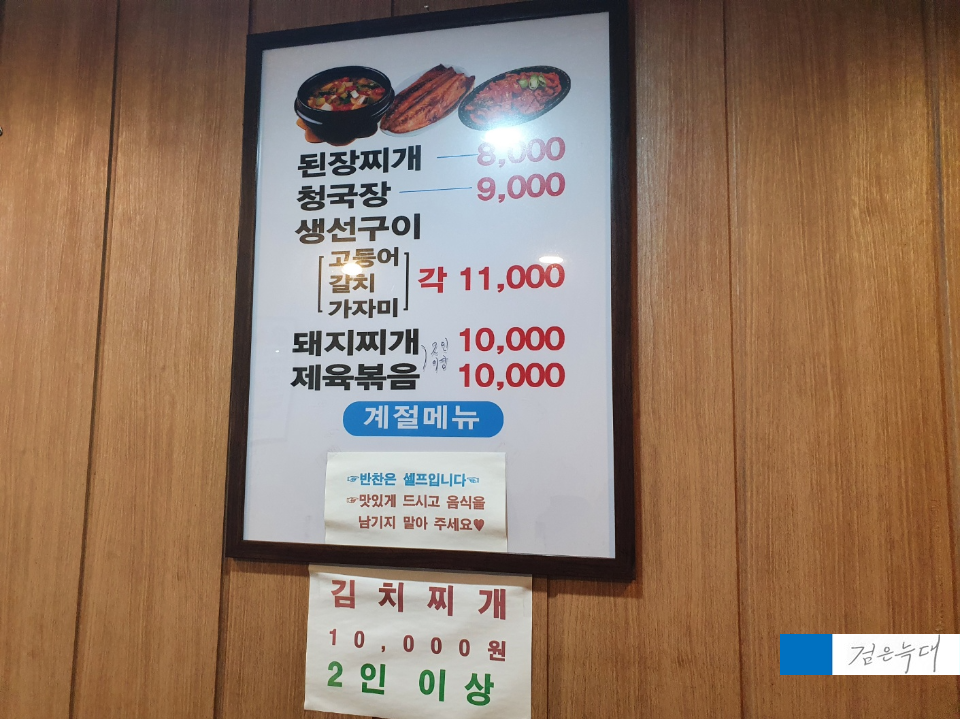 된장찌개 8,000
청국장 9,000
생선구이
고등어
갈치
가자미
각 11,000
돼지찌개 10,000
제육볶음 10,000
2인
이상
계절메뉴
☞반찬은 셀프입니다☜
☞맛있게 드시고 음식을
남기지 말아 주세요♥
김치찌개
10,000원
2인 이상
검은늑대